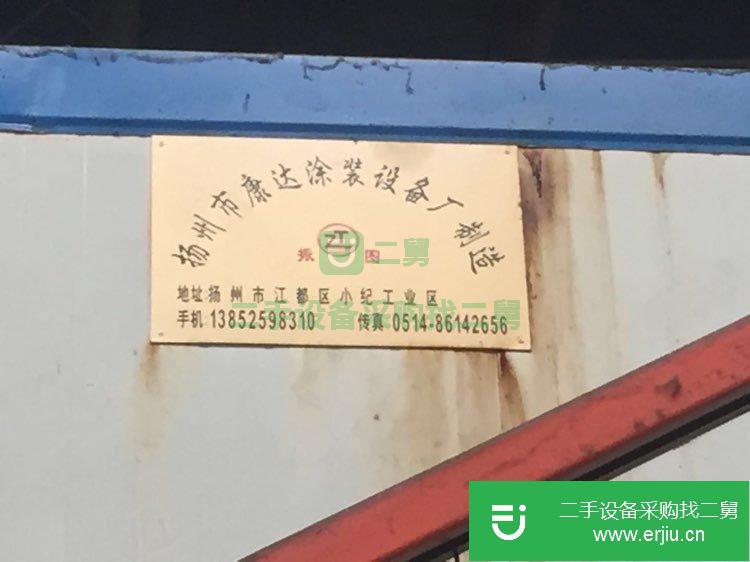 扬州市康达涂装设备厂制造
二舅
振 图
地址:扬州市江都区小纪工业区
二手设备采购找二舅
手机:13852598310 传真:0514-86142656
二手设备采购找二舅
www.erjiu.cn